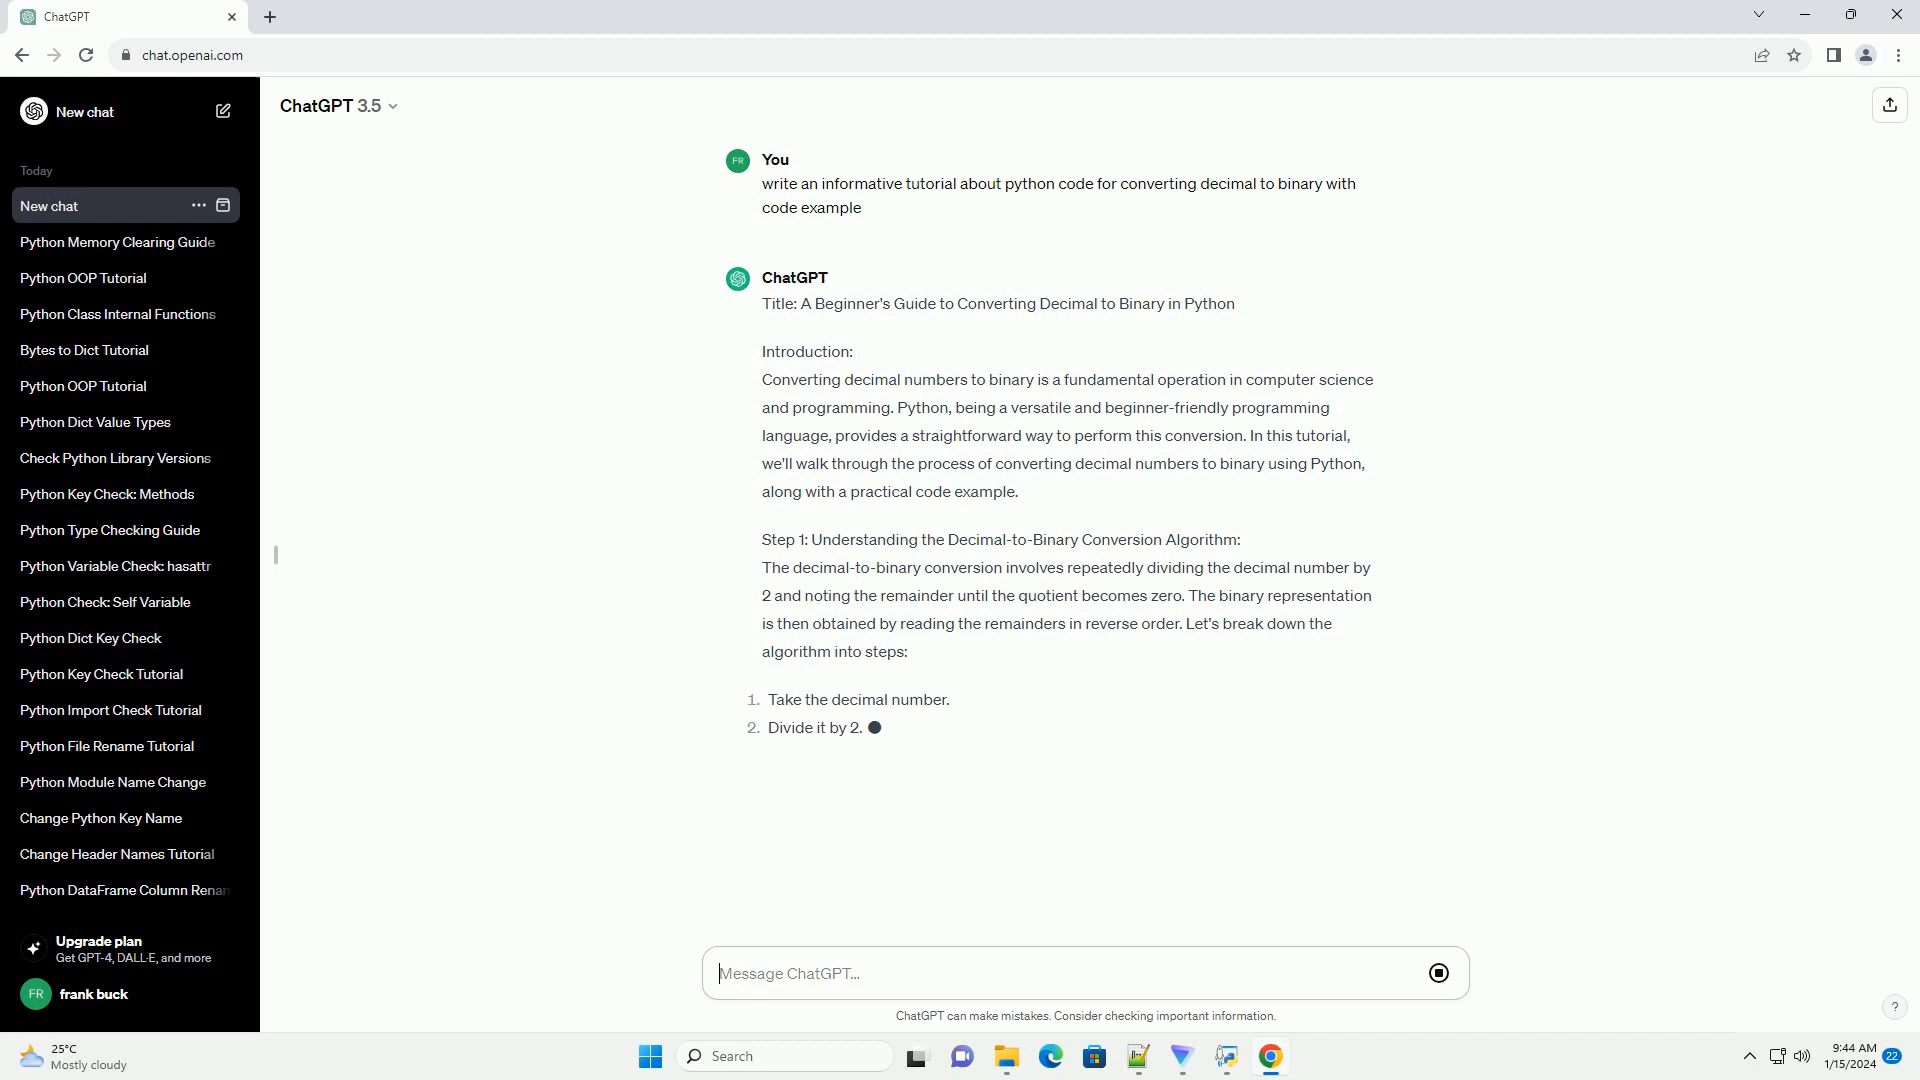 ChatGPT
chat.openai.com
New chat
Today
New chat
Python Memory Clearing Guide
Python OOP Tutorial
Python Class Internal Functions
Bytes to Dict Tutorial
Python OOP Tutorial
Python Dict Value Types
Check Python Library Versions
Python Key Check: Methods
Python Type Checking Guide
Python Variable Check: hasattr
Python Check: Self Variable
Python Dict Key Check
Python Key Check Tutorial
Python Import Check Tutorial
Python File Rename Tutorial
Python Module Name Change
Change Python Key Name
Change Header Names Tutorial
Python DataFrame Column Renam
Upgrade plan
Get GPT-4, DALL·E, and more
FR frank buck
ChatGPT 3.5
FR You
write an informative tutorial about python code for converting decimal to binary with
code example
ChatGPT
Title: A Beginner's Guide to Converting Decimal to Binary in Python
Introduction:
Converting decimal numbers to binary is a fundamental operation in computer science
and programming. Python, being a versatile and beginner-friendly programming
language, provides a straightforward way to perform this conversion. In this tutorial,
we'll walk through the process of converting decimal numbers to binary using Python,
along with a practical code example.
Step 1: Understanding the Decimal-to-Binary Conversion Algorithm:
The decimal-to-binary conversion involves repeatedly dividing the decimal number by
2 and noting the remainder until the quotient becomes zero. The binary representation
is then obtained by reading the remainders in reverse order. Let's break down the
algorithm into steps:
1. Take the decimal number.
2. Divide it by 2.
Message ChatGPT...
ChatGPT can make mistakes. Consider checking important information.
?
25°C
Mostly cloudy
Search
9:44 AM
1/15/2024
22